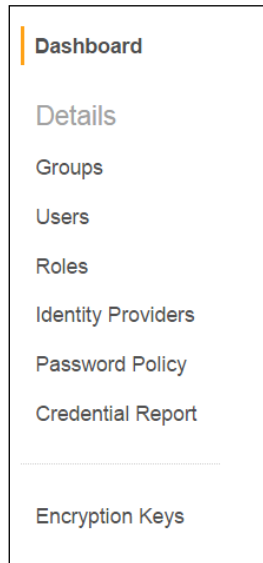 Dashboard
Details
Groups
Users
Roles
Identity Providers
Password Policy
Credential Report
Encryption Keys